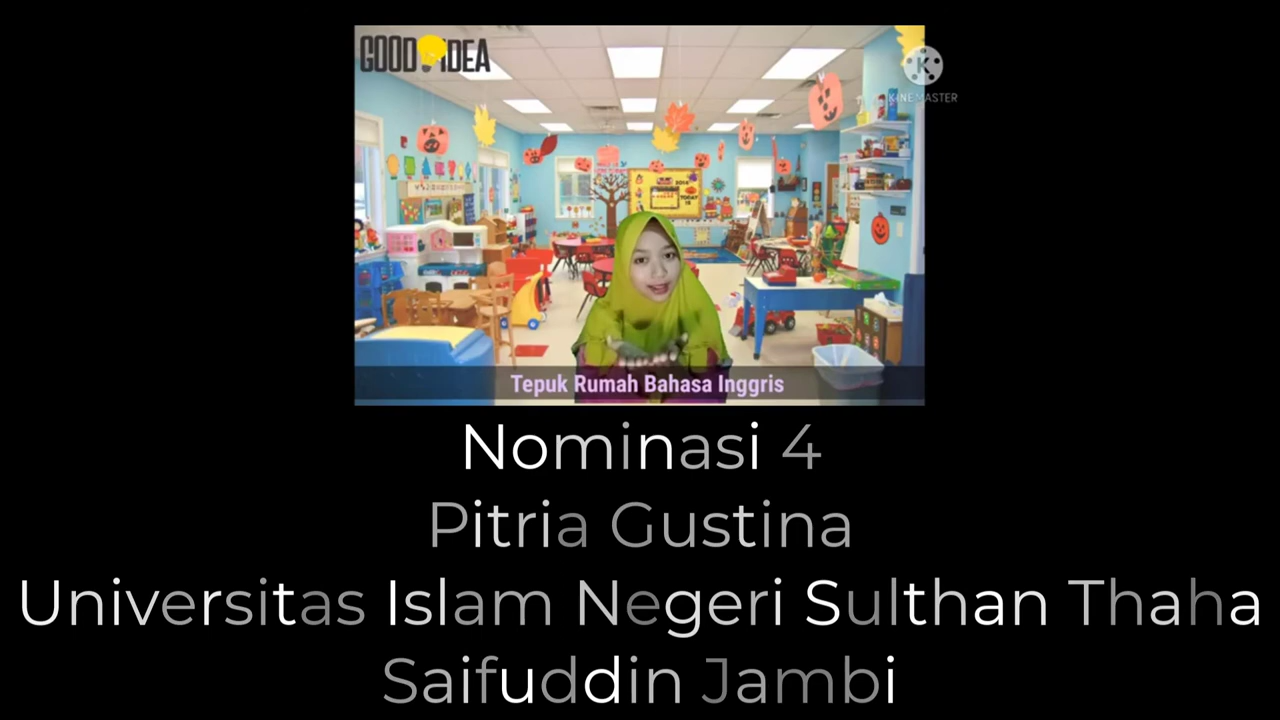 GOOD IDEA
KINEMASTER
Tepuk Rumah Bahasa Inggris
Nominasi 4
Pitria Gustina
Universitas Islam Negeri Sulthan Thaha
Saifuddin Jambi